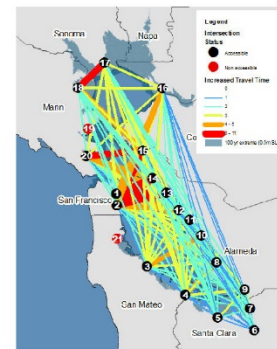 Legend
Intersection
Status
Accessible
Non accessible
Increased Travel Time
0
1
2
3
4 - 5
6 - 11
Sonoma
Napa
17
18
16
Marin
19
20
15
14
13
San Francisco
1
2
12
11
10
21
Alameda
8
3
San Mateo
4
9
7
5
6
Santa Clara